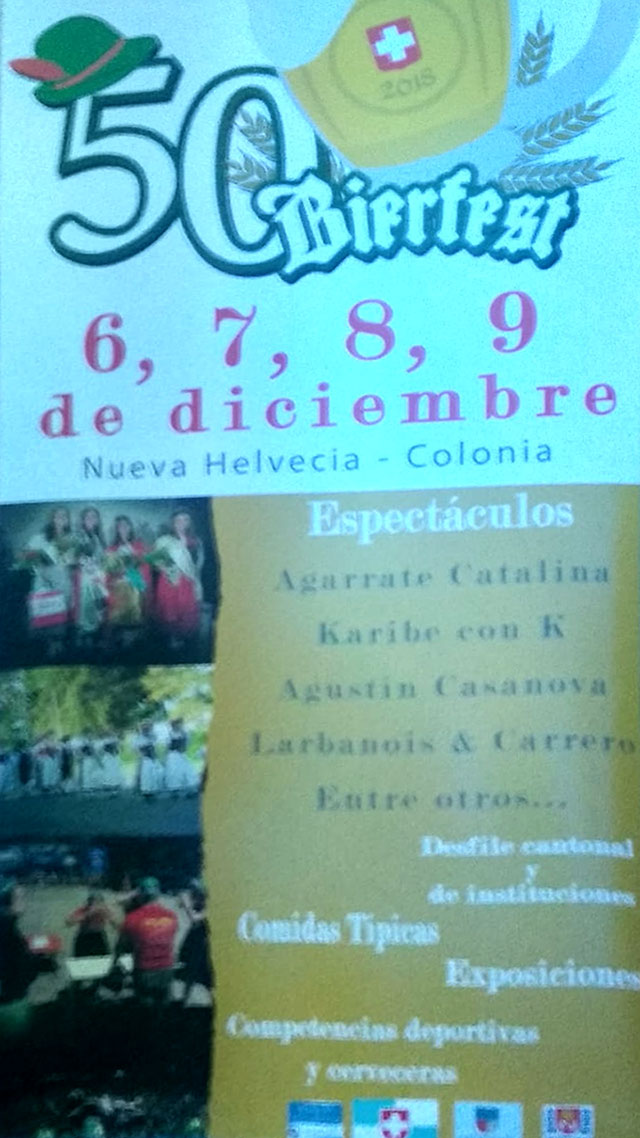 2018
50 Bierfest
6, 7, 8, 9
de diciembre
Nueva Helvecia - Colonia
Espectáculos
Agarrate Catalina
Karibe con K
Agustin Casanova
Larbanois & Carrero
Entre otros...
Desfile cantonal
y
de instituciones
Comidas Tipicas
Exposiciones
Competencias deportivas
y cerveceras